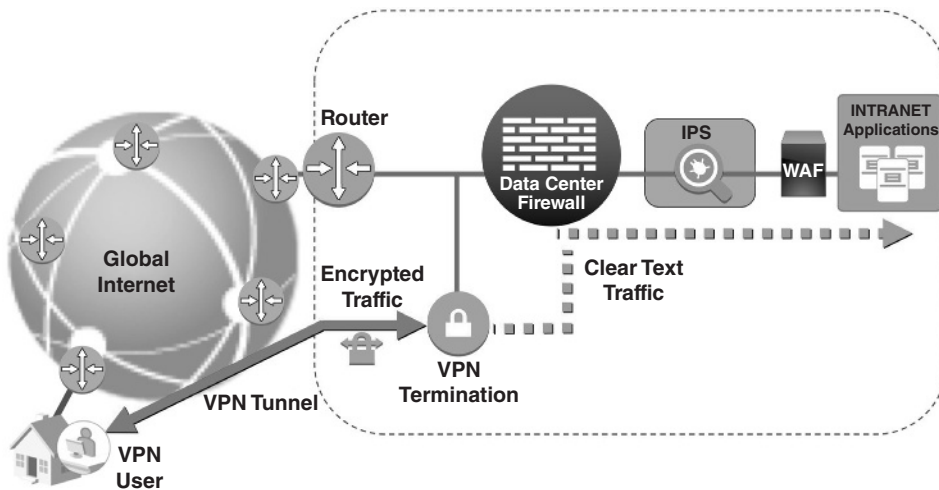 Router
Data Center
Firewall
IPS
WAF
INTRANET
Applications
Global
Internet
Encrypted
Traffic
Clear Text
Traffic
VPN
Termination
VPN Tunnel
VPN
User